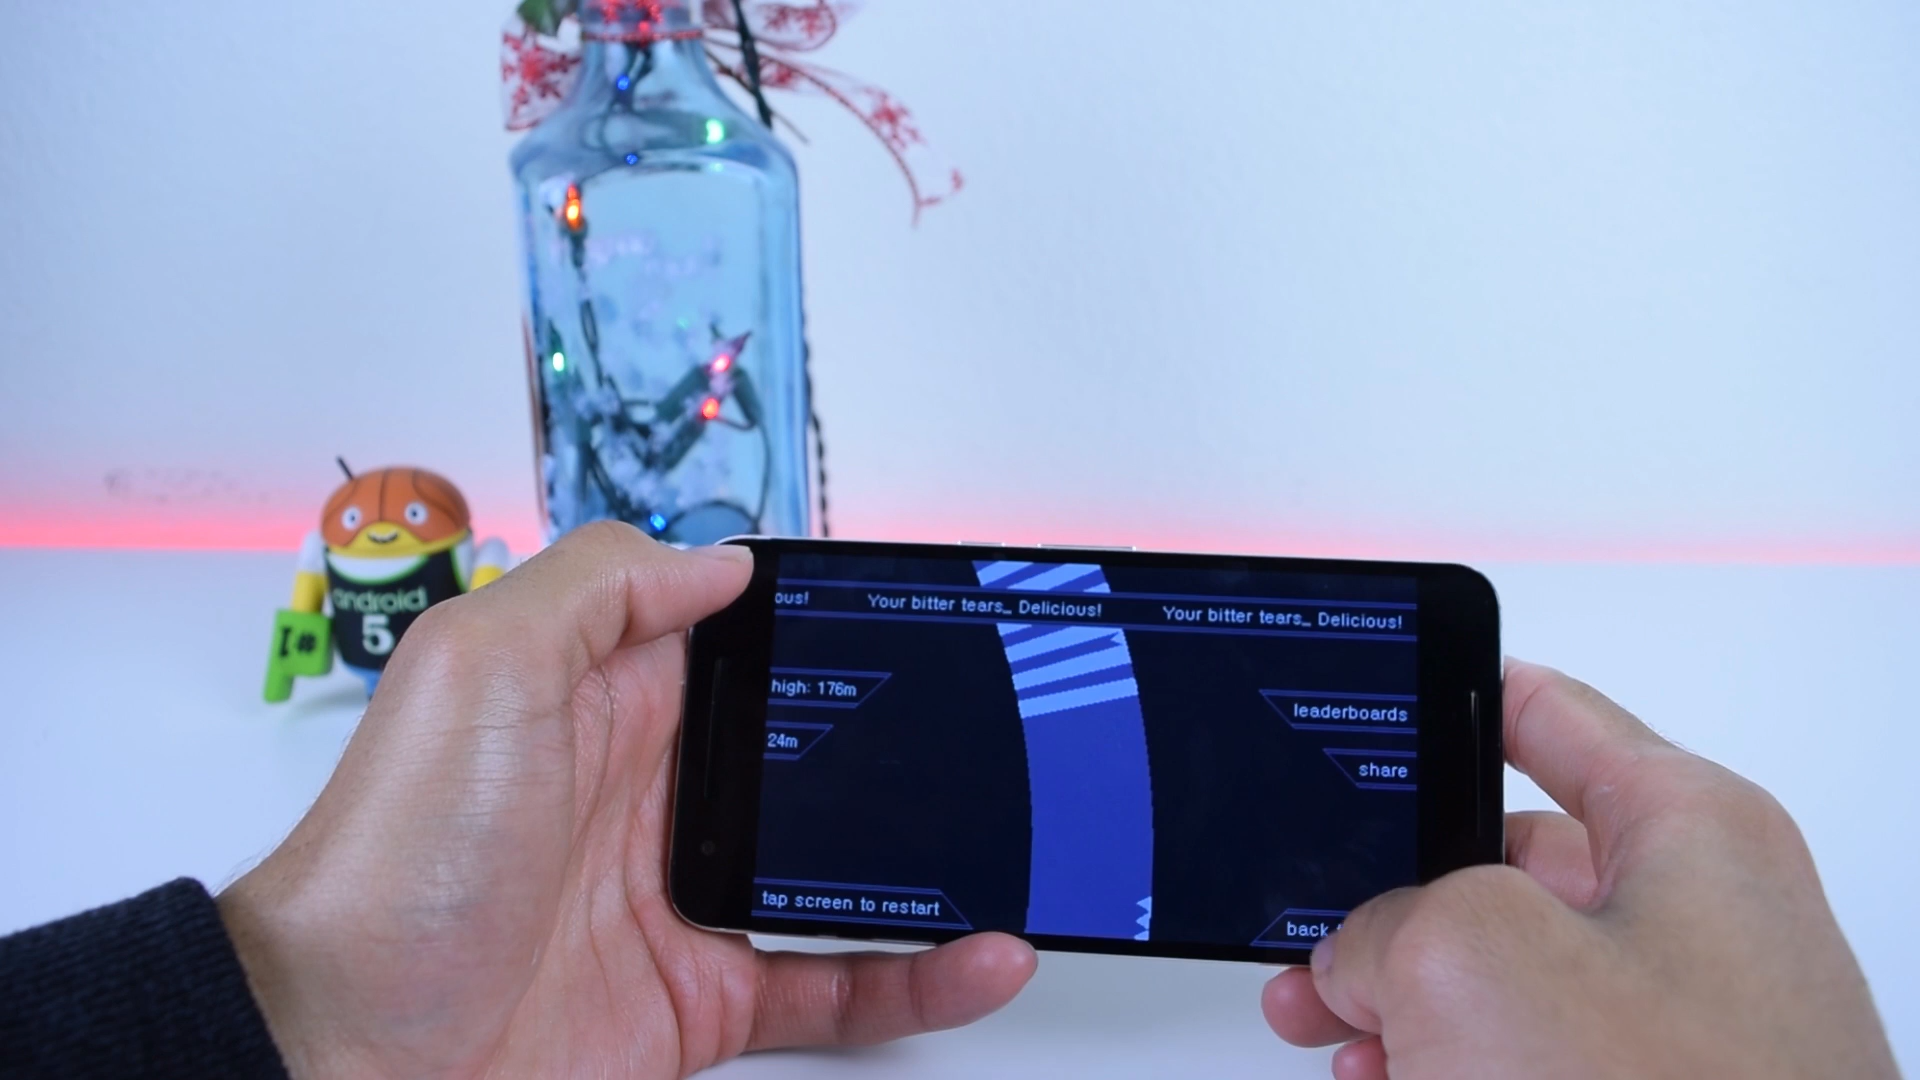 ous! Your bitter tears… Delicious! Your bitter tears… Delicious!
high: 176m
24m
leaderboards
share
tap screen to restart
back
android
5
#1